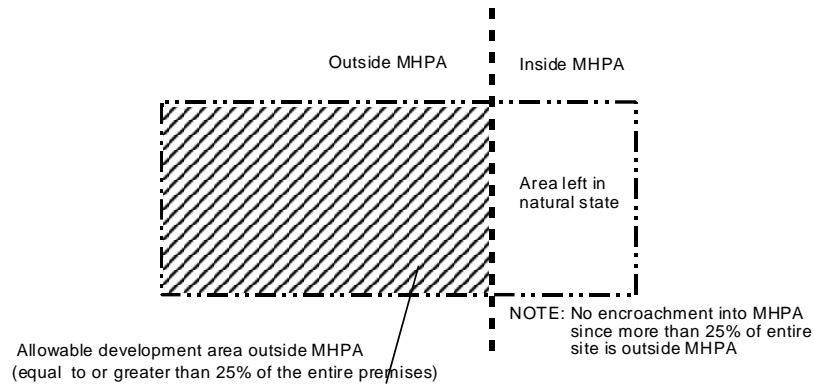 Outside MHPA
Inside MHPA
Area left in
natural state
NOTE: No encroachment into MHPA
since more than 25% of entire
site is outside MHPA
Allowable development area outside MHPA
(equal to or greater than 25% of the entire premises)